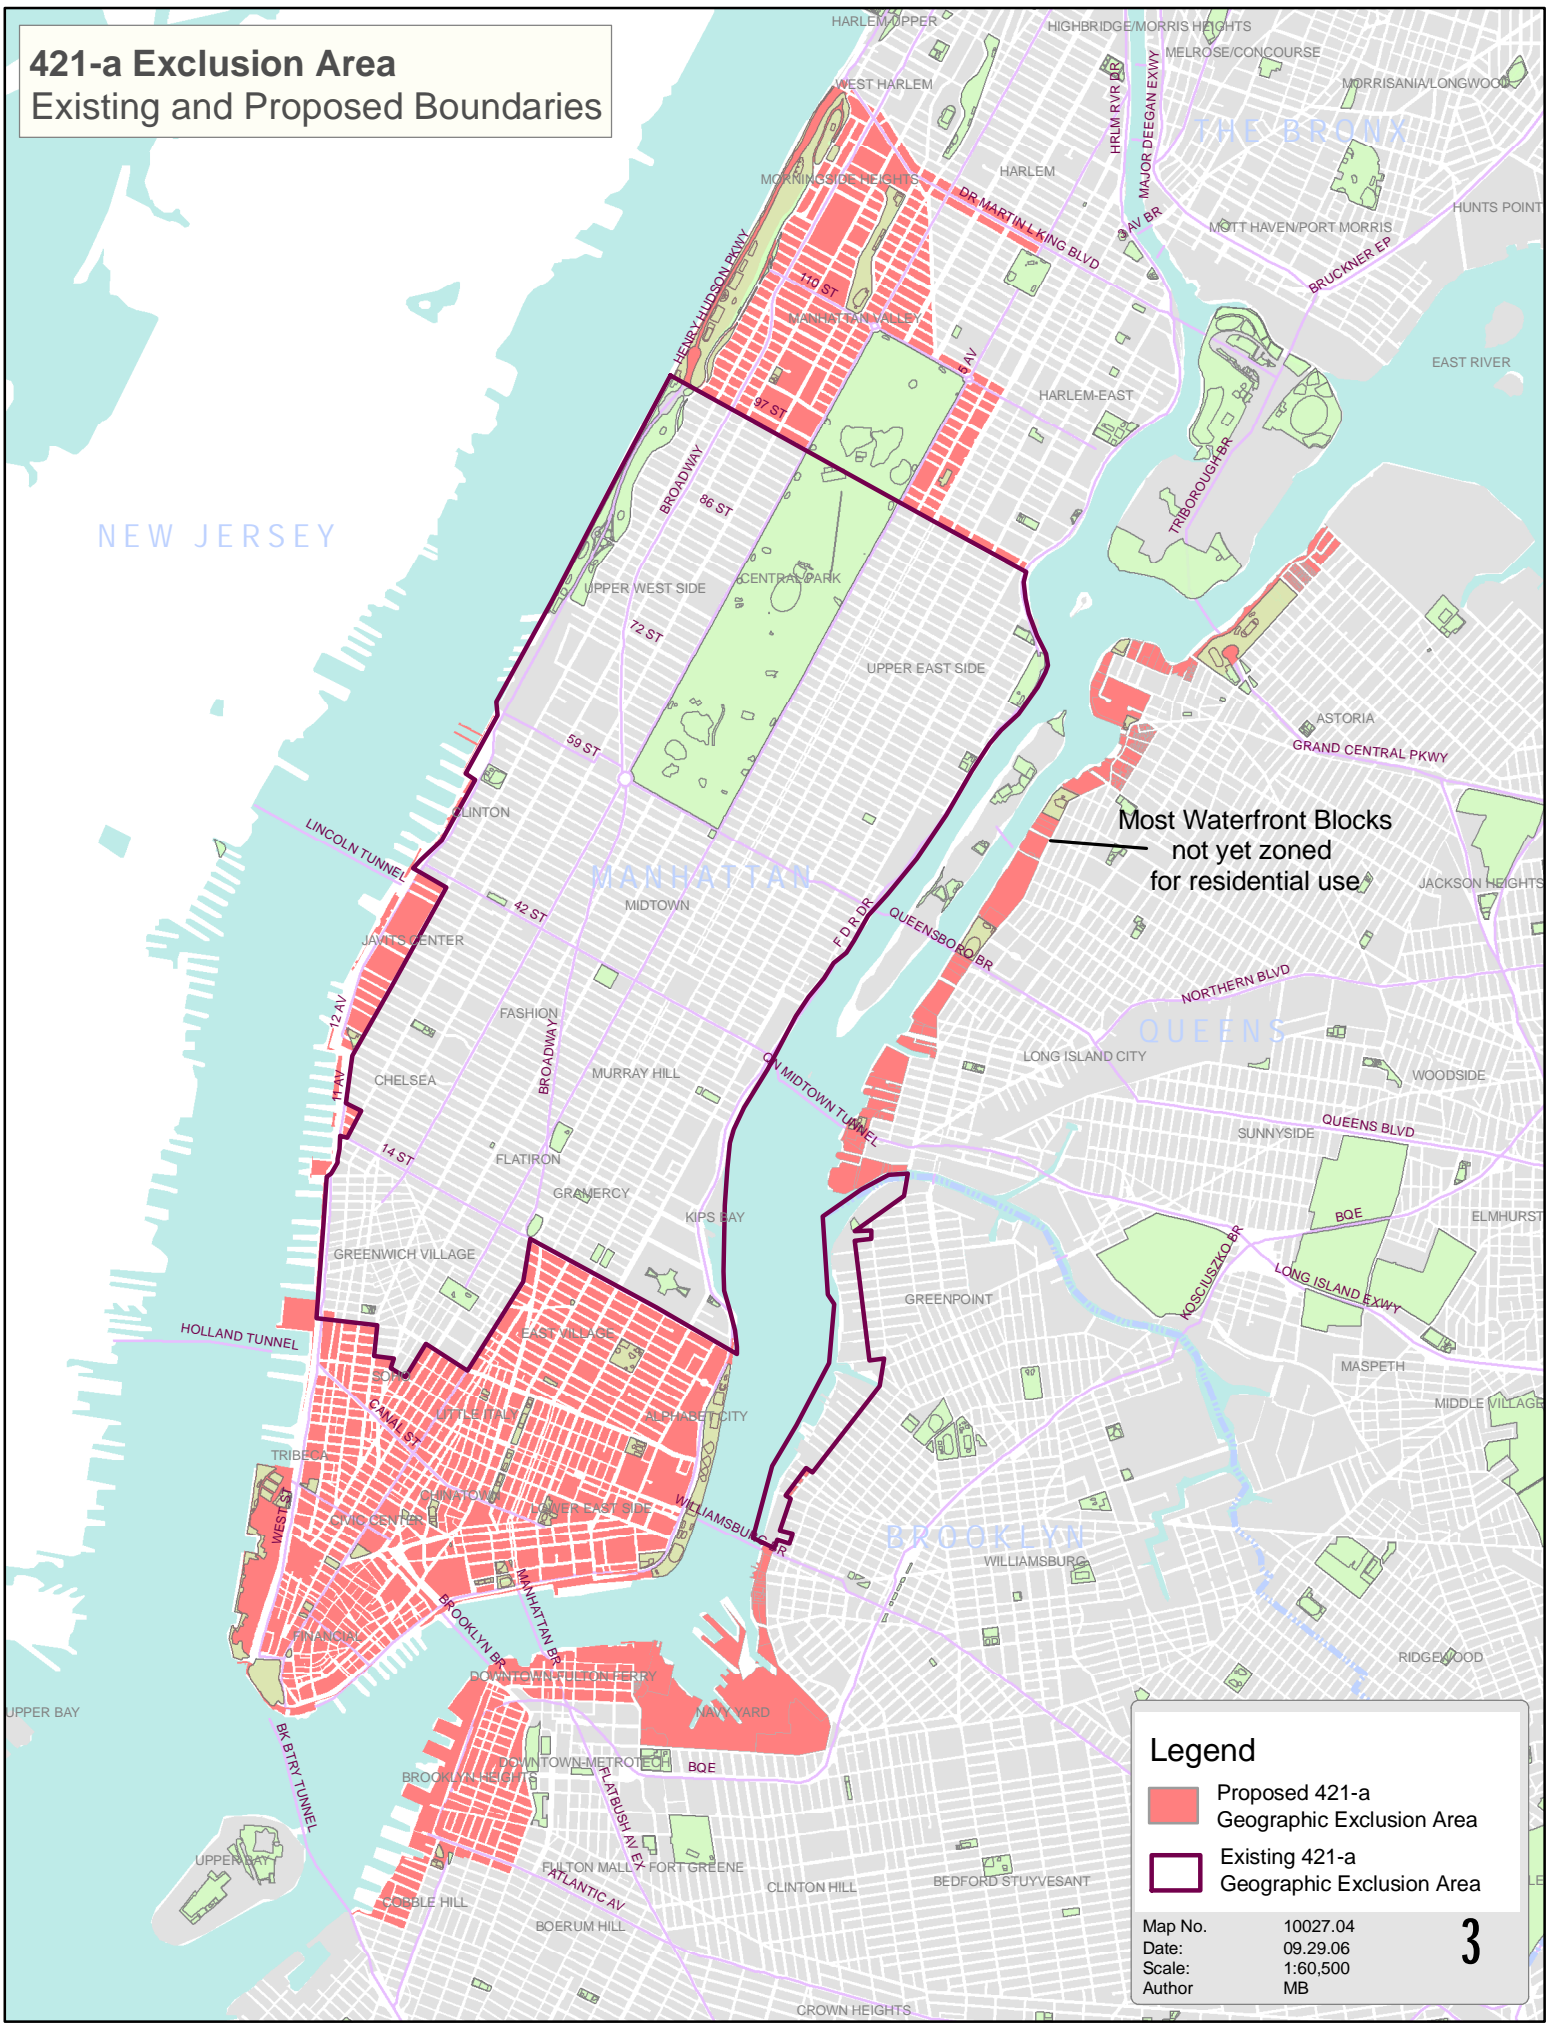 421-a Exclusion Area
Existing and Proposed Boundaries
HARLEM-UPPER
HIGHBRIDGE/MORRIS HEIGHTS
MELROSE/CONCOURSE
WEST HARLEM
MORRISANIA/LONGWOOD
HRLM RVR DR
MAJOR DEEGAN EXWY
THE BRONX
HARLEM
MORNINGSIDE HEIGHTS
DR MARTIN L KING BLVD
3 AV BR
HUNTS POINT
MOTT HAVEN/PORT MORRIS
BRUCKNER EP
HENRY HUDSON PKWY
110 ST
MANHATTAN VALLEY
5 AV
EAST RIVER
HARLEM-EAST
97 ST
BROADWAY
86 ST
TRIBOROUGH BR
NEW JERSEY
UPPER WEST SIDE
CENTRAL PARK
72 ST
UPPER EAST SIDE
ASTORIA
59 ST
GRAND CENTRAL PKWY
CLINTON
LINCOLN TUNNEL
Most Waterfront Blocks
not yet zoned
for residential use
MANHATTAN
MIDTOWN
42 ST
JACKSON HEIGHTS
F D R DR
QUEENSBORO BR
JAVITS CENTER
NORTHERN BLVD
12 AV
FASHION
QUEENS
BROADWAY
LONG ISLAND CITY
QN MIDTOWN TUNNEL
CHELSEA
11 AV
MURRAY HILL
WOODSIDE
QUEENS BLVD
SUNNYSIDE
14 ST
FLATIRON
GRAMERCY
KIPS BAY
BQE
ELMHURST
GREENWICH VILLAGE
KOSCIUSZKO BR
LONG ISLAND EXWY
GREENPOINT
HOLLAND TUNNEL
EAST VILLAGE
MASPETH
SOHO
CANAL ST
LITTLE ITALY
ALPHABET CITY
MIDDLE VILLAGE
TRIBECA
WEST ST
CHINATOWN
CIVIC CENTER
LOWER EAST SIDE
WILLIAMSBURG BR
BROOKLYN
WILLIAMSBURG
BROOKLYN BR
MANHATTAN BR
FINANCIAL
DOWNTOWN-FULTON FERRY
RIDGEWOOD
UPPER BAY
NAVY YARD
BK BTRY TUNNEL
DOWNTOWN-METROTECH
BQE
BROOKLYN HEIGHTS
FLATBUSH AV EX
UPPER BAY
FULTON MALL
FORT GREENE
ATLANTIC AV
CLINTON HILL
BEDFORD STUYVESANT
COBBLE HILL
BOERUM HILL
CROWN HEIGHTS
Legend
Proposed 421-a
Geographic Exclusion Area
Existing 421-a
Geographic Exclusion Area
Map No. 10027.04
Date: 09.29.06
Scale: 1:60,500
Author MB
3